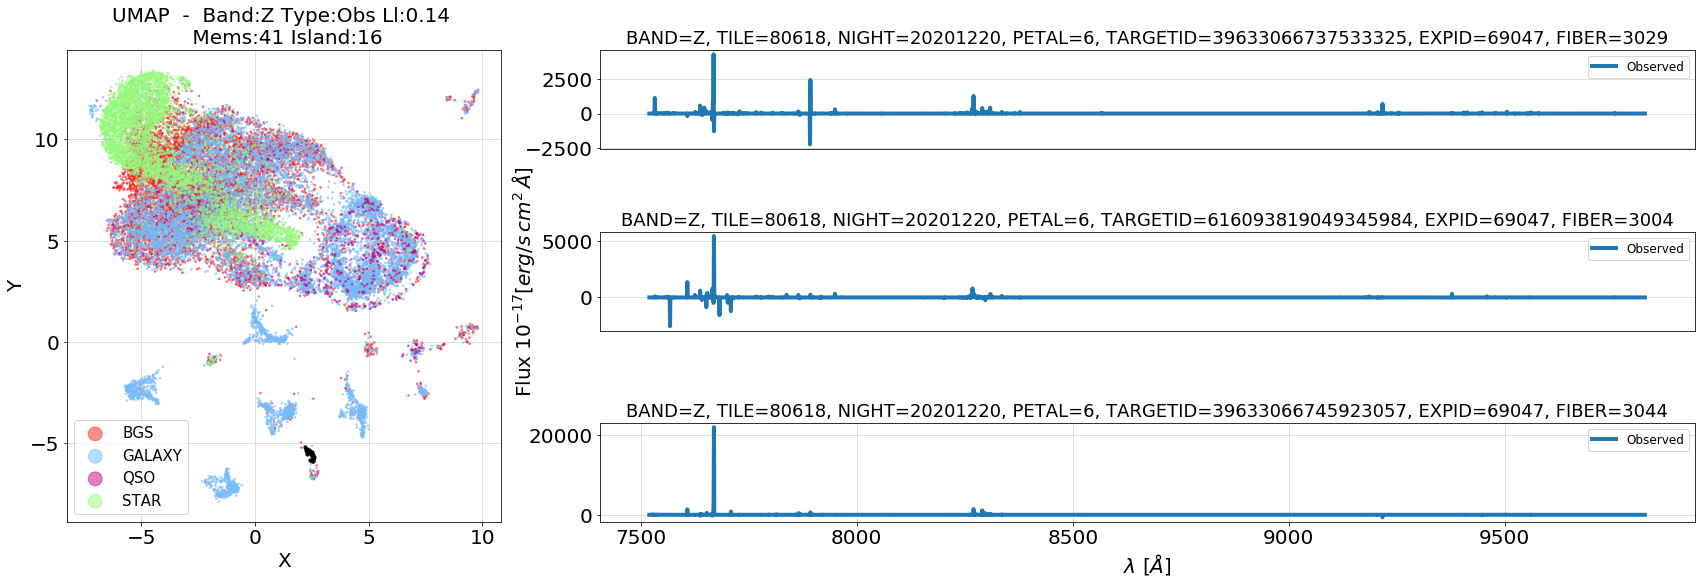 UMAP  -  Band:Z Type:Obs Ll:0.14
Mems:41 Island:16
Y
10
5
0
−5
BGS
GALAXY
QSO
STAR
−5 0 5 10
X
Flux 10−17[erg/s cm2 Å]
BAND=Z, TILE=80618, NIGHT=20201220, PETAL=6, TARGETID=39633066737533325, EXPID=69047, FIBER=3029
2500
0
−2500
Observed
BAND=Z, TILE=80618, NIGHT=20201220, PETAL=6, TARGETID=616093819049345984, EXPID=69047, FIBER=3004
5000
0
Observed
BAND=Z, TILE=80618, NIGHT=20201220, PETAL=6, TARGETID=39633066745923057, EXPID=69047, FIBER=3044
20000
0
Observed
7500 8000 8500 9000 9500
λ [Å]